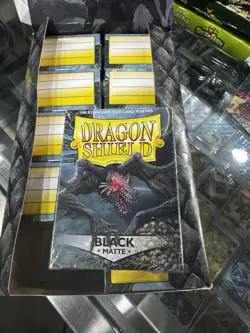 100 STANDARD SIZE CARD SLEEVES
DRAGON
SHIELD
BLACK
• MATTE •